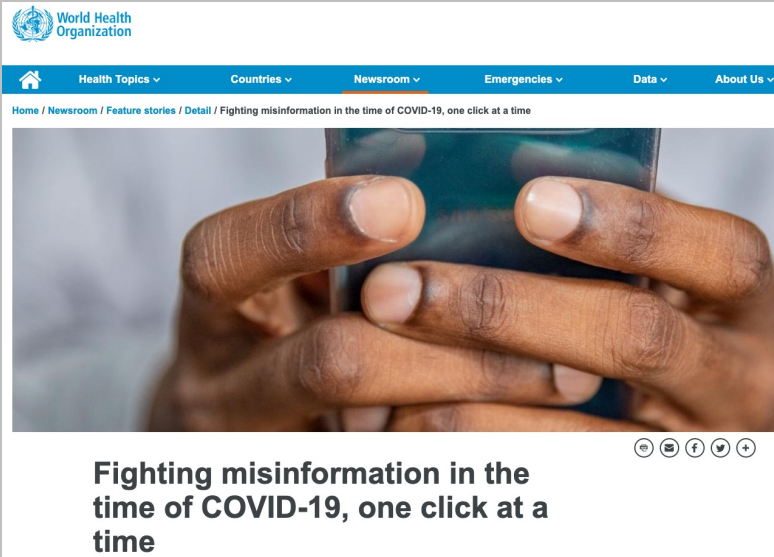 World Health
Organization
Health Topics Countries Newsroom Emergencies Data About Us
Home / Newsroom / Feature stories / Detail / Fighting misinformation in the time of COVID-19, one click at a time
Fighting misinformation in the
time of COVID-19, one click at a
time